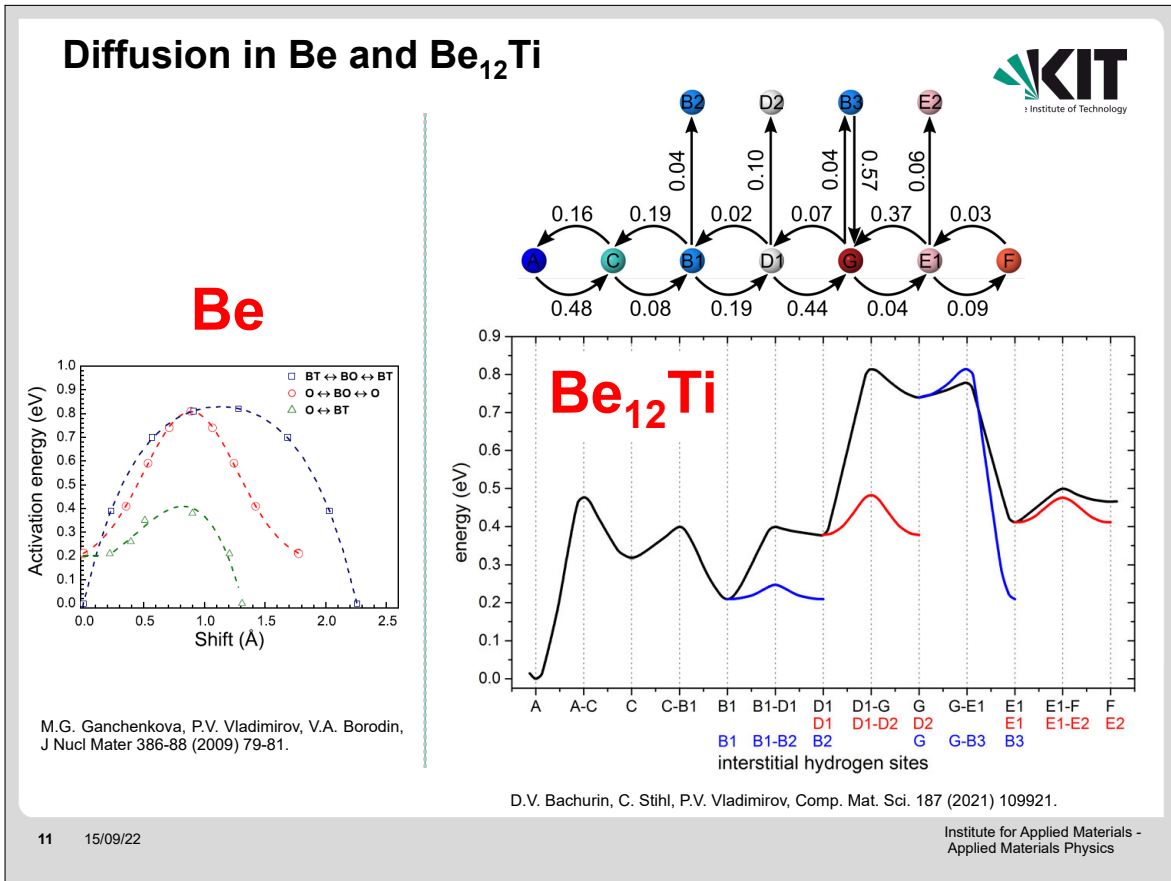 Diffusion in Be and Be₁₂Ti
KIT
e Institute of Technology
B2 D2 B3 E2
0.04 0.10 0.04 0.57 0.06
0.16 0.19 0.02 0.07 0.37 0.03
A C B1 D1 G E1 F
0.48 0.08 0.19 0.44 0.04 0.09
Be
1.0
0.9
0.8
0.7
0.6
0.5
0.4
0.3
0.2
0.1
0.0
Activation energy (eV)
BT ↔ BO ↔ BT
O ↔ BO ↔ O
O ↔ BT
0.0 0.5 1.0 1.5 2.0 2.5
Shift (Å)
M.G. Ganchenkova, P.V. Vladimirov, V.A. Borodin,
J Nucl Mater 386-88 (2009) 79-81.
Be₁₂Ti
0.9
0.8
0.7
0.6
0.5
0.4
0.3
0.2
0.1
0.0
energy (eV)
A A-C C C-B1 B1 B1-D1 D1 D1-G G G-E1 E1 E1-F F
D1 D1-D2 D2 E1 E1-E2 E2
B1 B1-B2 B2 G G-B3 B3
interstitial hydrogen sites
D.V. Bachurin, C. Stihl, P.V. Vladimirov, Comp. Mat. Sci. 187 (2021) 109921.
11 15/09/22
Institute for Applied Materials -
Applied Materials Physics